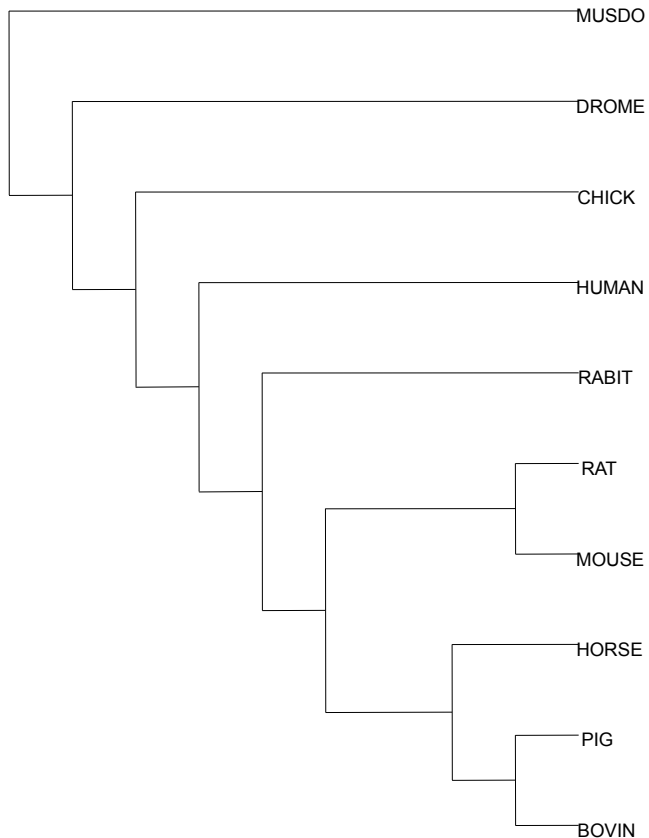 MUSDO
DROME
CHICK
HUMAN
RABIT
RAT
MOUSE
HORSE
PIG
BOVIN